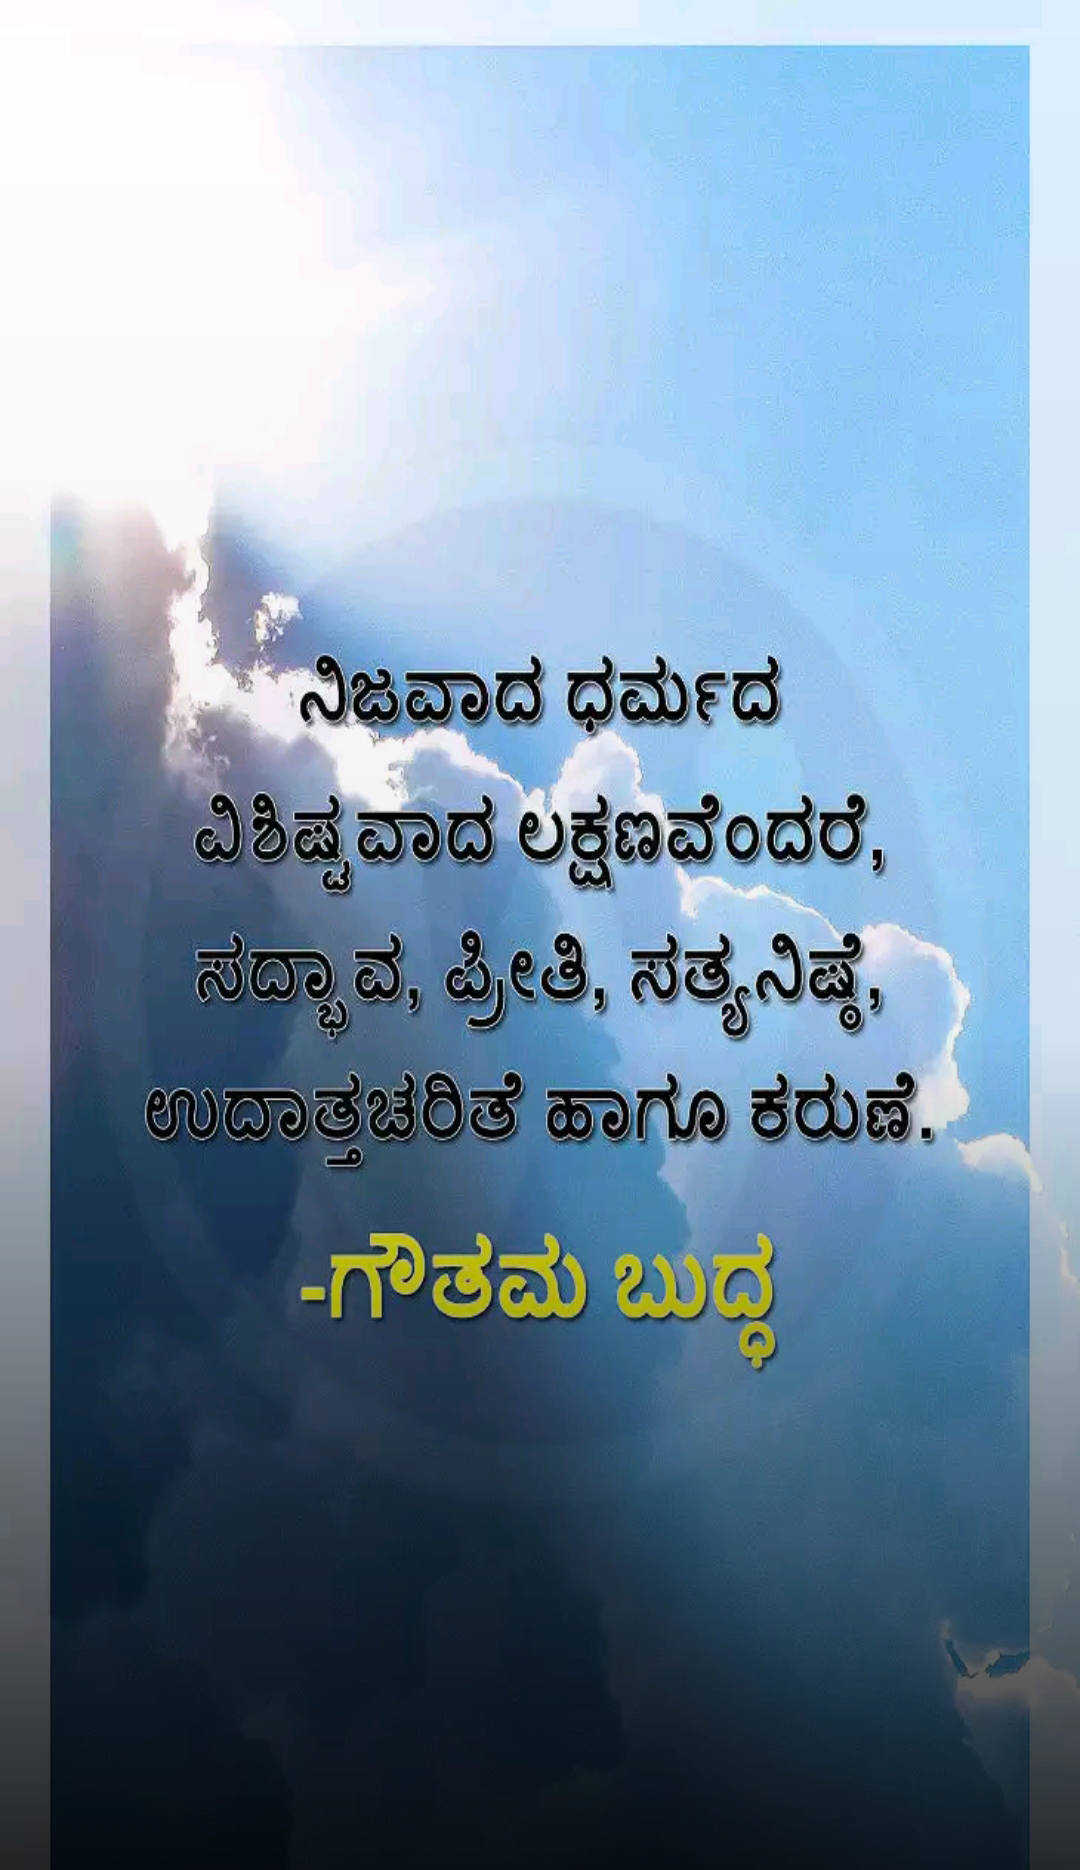 ನಿಜವಾದ ಧರ್ಮದ
ವಿಶಿಷ್ಟವಾದ ಲಕ್ಷಣವೆಂದರೆ,
ಸದ್ಭಾವ, ಪ್ರೀತಿ, ಸತ್ಯನಿಷ್ಠೆ,
ಉದಾತ್ತಚರಿತೆ ಹಾಗೂ ಕರುಣೆ.
-ಗೌತಮ ಬುದ್ಧ